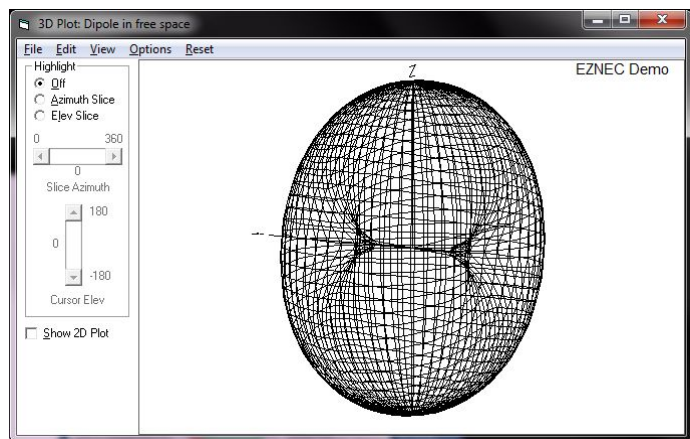 3D Plot: Dipole in free space
File Edit View Options Reset
Highlight
Off
Azimuth Slice
Elev Slice
0 360
0
Slice Azimuth
180
0
-180
Cursor Elev
Show 2D Plot
EZNEC Demo
Z